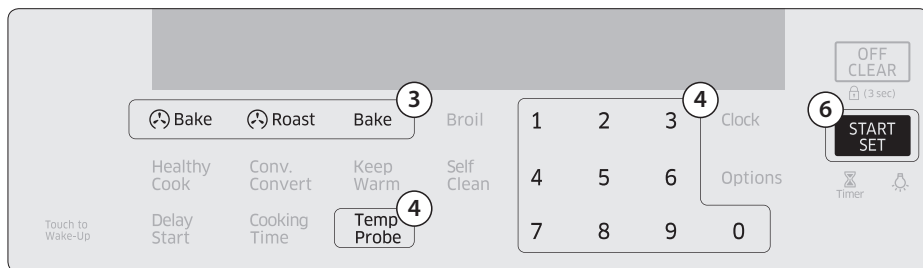 OFF
CLEAR
(3 sec)
3
4
6
Bake Roast Bake Broil 1 2 3 Clock START
SET
Healthy
Cook
Conv.
Convert
Keep
Warm
Self
Clean
4 5 6 Options
Timer
4
Touch to
Wake-Up
Delay
Start
Cooking
Time
Temp
Probe
7 8 9 0